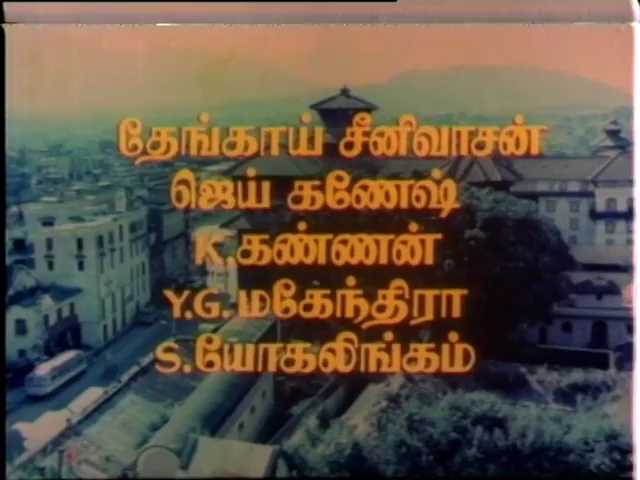 தேங்காய் சீனிவாசன்
ஜெய் கணேஷ்
K.கண்ணன்
Y.G.மகேந்திரா
S.யோகலிங்கம்